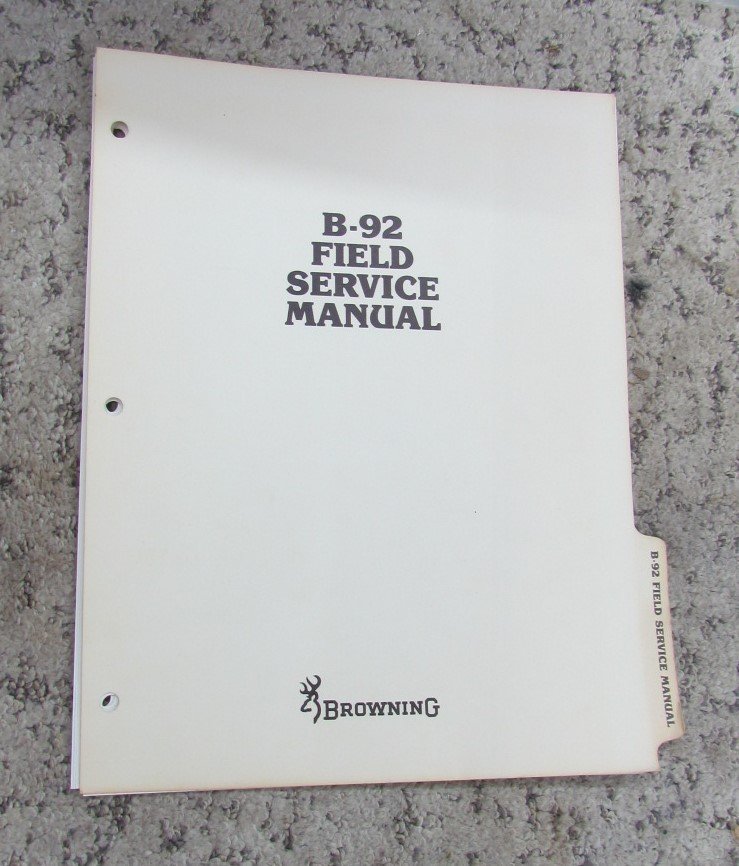 B-92
FIELD
SERVICE
MANUAL
B-92 FIELD SERVICE MANUAL
BROWNING